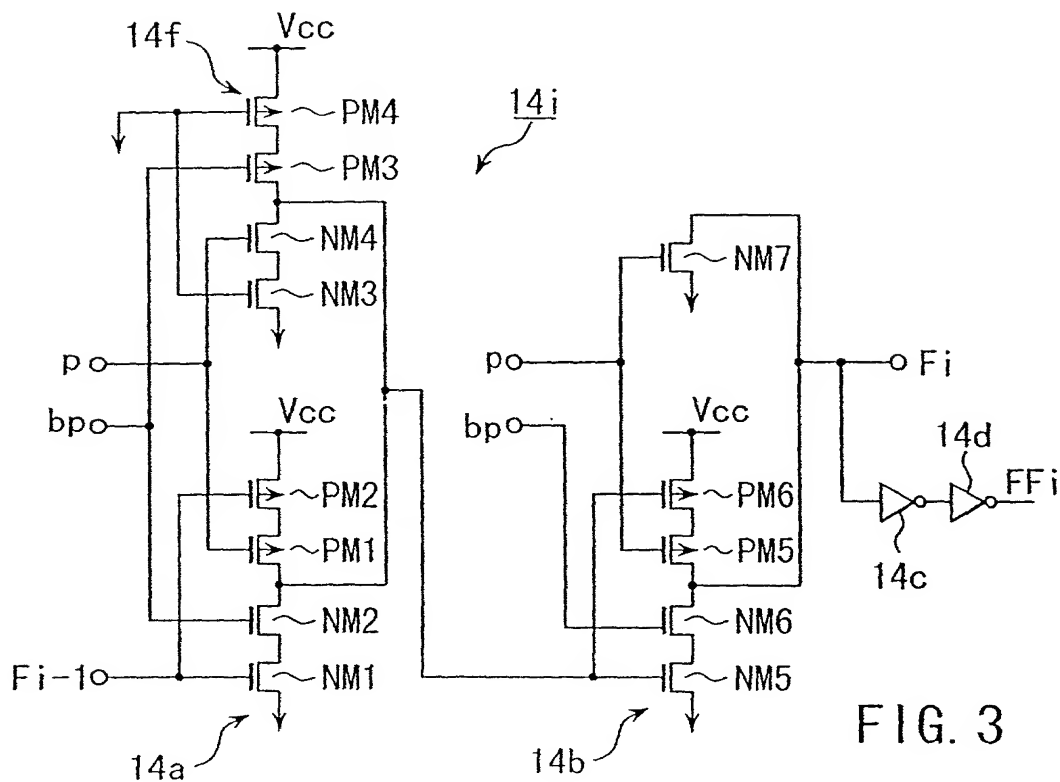 14f
Vcc
14i
PM4
PM3
NM4
NM3
NM7
p
p
Fi
bp
Vcc
bp
Vcc
14d
PM2
PM6
FFi
PM1
PM5
14c
NM2
NM6
Fi-1
NM1
NM5
14a
14b
FIG. 3